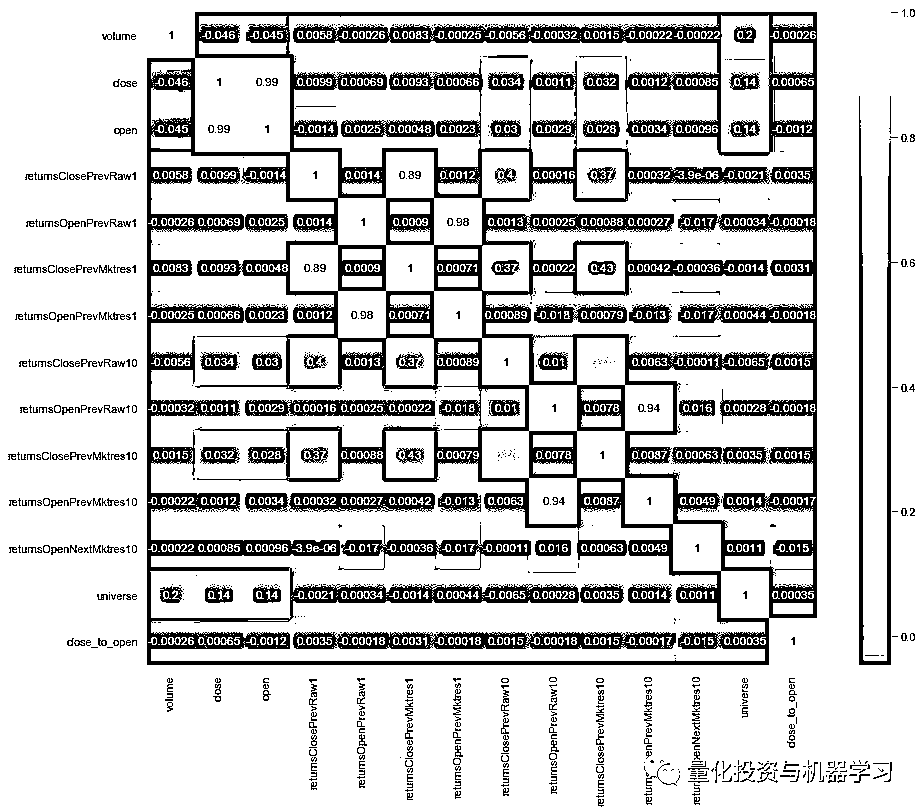 1.0
volume 1 -0.046 -0.045 0.0058 -0.00026 0.0083 -0.00025 -0.0056 -0.00032 0.0015 -0.00022 -0.00022 0.2 -0.00026
close -0.046 1 0.99 0.0099 0.00069 0.0093 0.00066 0.034 0.0011 0.032 0.0012 0.00085 0.14 0.00065
0.8
open -0.045 0.99 1 -0.0014 0.0025 0.00048 0.0023 0.03 0.0029 0.028 0.0034 0.00096 0.14 -0.0012
returnsClosePrevRaw1 0.0058 0.0099 -0.0014 1 0.0014 0.89 0.0012 0.4 0.00016 0.37 0.00032 -3.9e-06 -0.0021 0.0035
returnsOpenPrevRaw1 -0.00026 0.00069 0.0025 0.0014 1 0.0009 0.98 0.0013 0.00025 0.00088 0.00027 -0.017 0.00034 -0.00018
0.6
returnsClosePrevMktres1 0.0083 0.0093 0.00048 0.89 0.0009 1 0.00071 0.37 0.00022 0.43 0.00042 -0.00036 -0.0014 0.0031
returnsOpenPrevMktres1 -0.00025 0.00066 0.0023 0.0012 0.98 0.00071 1 0.00089 -0.018 0.00079 -0.013 -0.017 0.00044 -0.00018
returnsClosePrevRaw10 -0.0056 0.034 0.03 0.4 0.0013 0.37 0.00089 1 0.01 0.0063 -0.00011 -0.0065 0.0015
0.4
returnsOpenPrevRaw10 -0.00032 0.0011 0.0029 0.00016 0.00025 0.00022 -0.018 0.01 1 0.0078 0.94 0.016 0.00028 -0.00018
returnsClosePrevMktres10 0.0015 0.032 0.028 0.37 0.00088 0.43 0.00079 0.0078 1 0.0087 0.00063 0.0035 0.0015
returnsOpenPrevMktres10 -0.00022 0.0012 0.0034 0.00032 0.00027 0.00042 -0.013 0.0063 0.94 0.0087 1 0.0049 0.0014 -0.00017
0.2
returnsOpenNextMktres10 -0.00022 0.00085 0.00096 -3.9e-06 -0.017 -0.00036 -0.017 -0.00011 0.016 0.00063 0.0049 1 0.0011 -0.015
universe 0.2 0.14 0.14 -0.0021 0.00034 -0.0014 0.00044 -0.0065 0.00028 0.0035 0.0014 0.0011 1 0.00035
close_to_open -0.00026 0.00065 -0.0012 0.0035 -0.00018 0.0031 -0.00018 0.0015 -0.00018 0.0015 -0.00017 -0.015 0.00035 1
0.0
volume
close
open
returnsClosePrevRaw1
returnsOpenPrevRaw1
returnsClosePrevMktres1
returnsOpenPrevMktres1
returnsClosePrevRaw10
returnsOpenPrevRaw10
returnsClosePrevMktres10
returnsOpenPrevMktres10
returnsOpenNextMktres10
universe
close_to_open
量化投资与机器学习